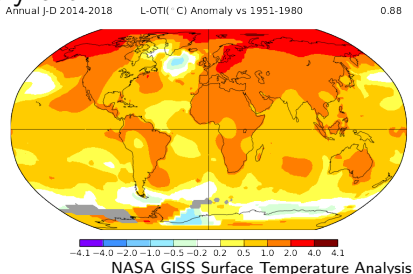 Annual J-D 2014-2018 L-OTI(°C) Anomaly vs 1951-1980 0.88
-4.1 -4.0 -2.0 -1.0 -0.5 -0.2 0.2 0.5 1.0 2.0 4.0 4.1
NASA GISS Surface Temperature Analysis